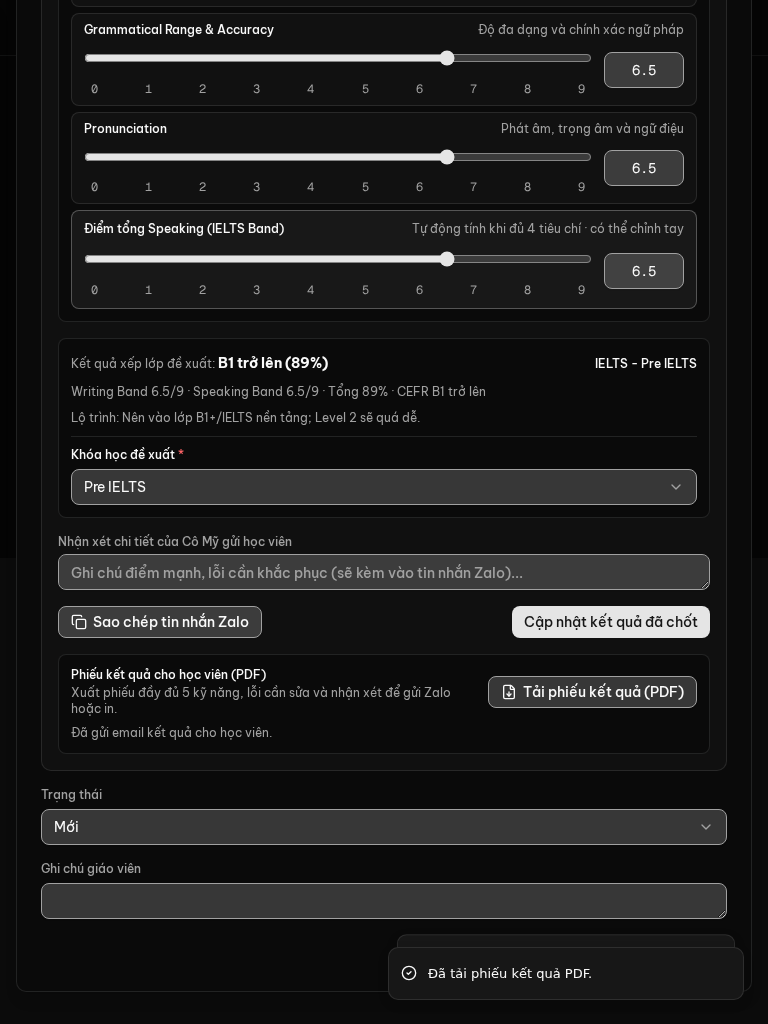 Grammatical Range & Accuracy Độ đa dạng và chính xác ngữ pháp
6.5
0 1 2 3 4 5 6 7 8 9
Pronunciation Phát âm, trọng âm và ngữ điệu
6.5
0 1 2 3 4 5 6 7 8 9
Điểm tổng Speaking (IELTS Band) Tự động tính khi đủ 4 tiêu chí · có thể chỉnh tay
6.5
0 1 2 3 4 5 6 7 8 9
Kết quả xếp lớp đề xuất: B1 trở lên (89%) IELTS – Pre IELTS
Writing Band 6.5/9 · Speaking Band 6.5/9 · Tổng 89% · CEFR B1 trở lên
Lộ trình: Nên vào lớp B1+/IELTS nền tảng; Level 2 sẽ quá dễ.
Khóa học đề xuất *
Pre IELTS
Nhận xét chi tiết của Cô Mỹ gửi học viên
Ghi chú điểm mạnh, lỗi cần khắc phục (sẽ kèm vào tin nhắn Zalo)...
Sao chép tin nhắn Zalo Cập nhật kết quả đã chốt
Phiếu kết quả cho học viên (PDF)
Xuất phiếu đầy đủ 5 kỹ năng, lỗi cần sửa và nhận xét để gửi Zalo
hoặc in.
Tải phiếu kết quả (PDF)
Đã gửi email kết quả cho học viên.
Trạng thái
Mới
Ghi chú giáo viên
Đã tải phiếu kết quả PDF.